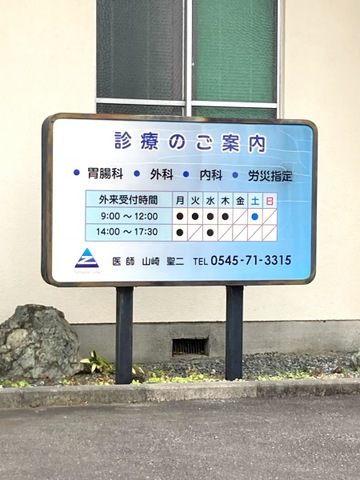 診療のご案内
● 胃腸科 ● 外科 ● 内科 ● 労災指定
外来受付時間 月 火 水 木 金 土 日
9:00～12:00 ● ● ● ● ●
14:00～17:30 ● ●
医師 山崎 聖二 TEL 0545-71-3315